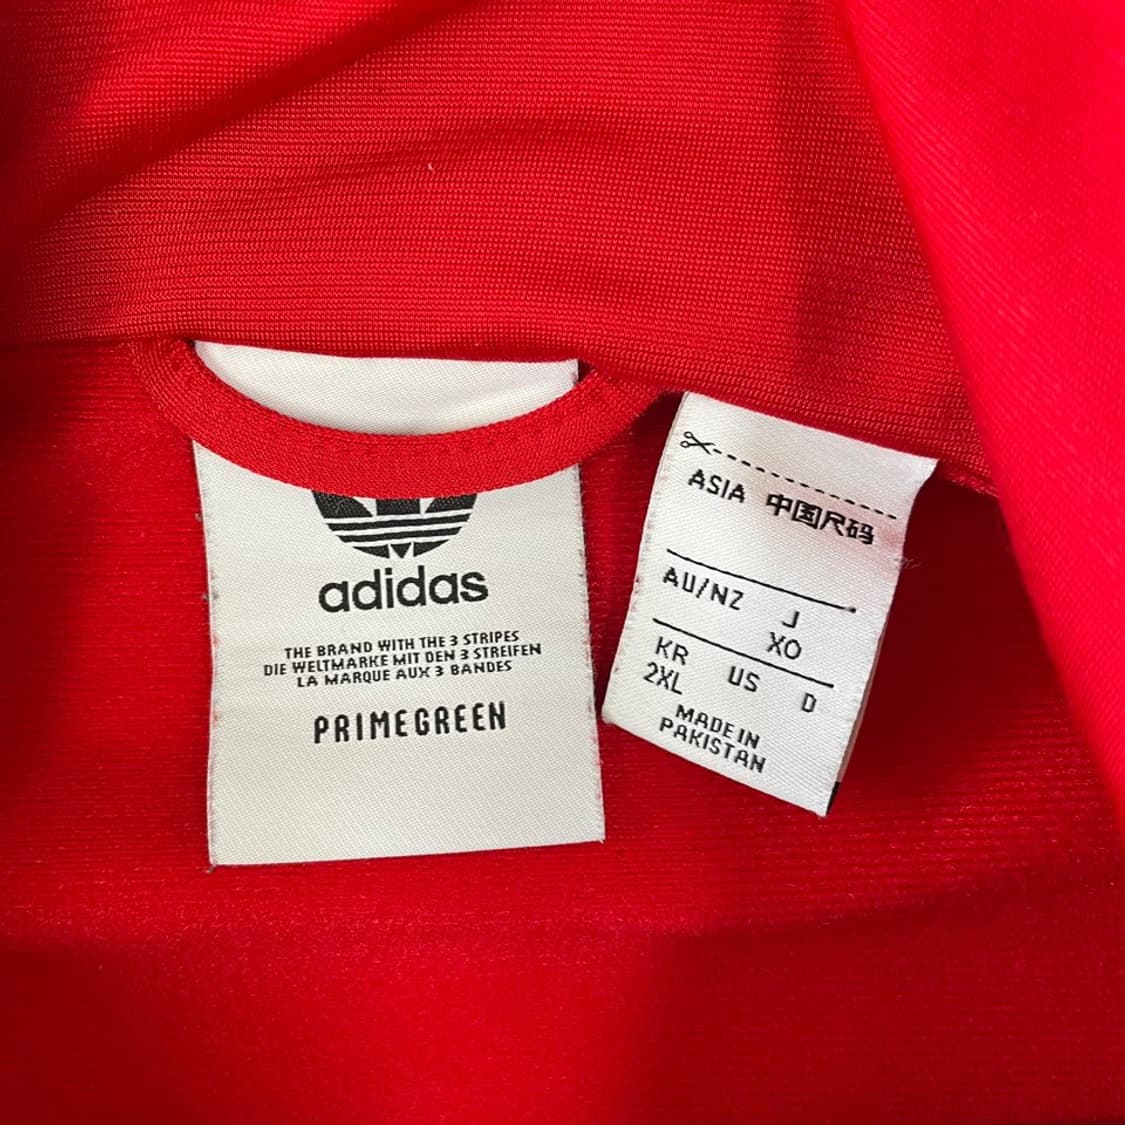 adidas
THE BRAND WITH THE 3 STRIPES
DIE WELTMARKE MIT DEN 3 STREIFEN
LA MARQUE AUX 3 BANDES
PRIMEGREEN
ASIA 中国尺码
AU/NZ J
XO
KR US D
2XL
MADE IN
PAKISTAN